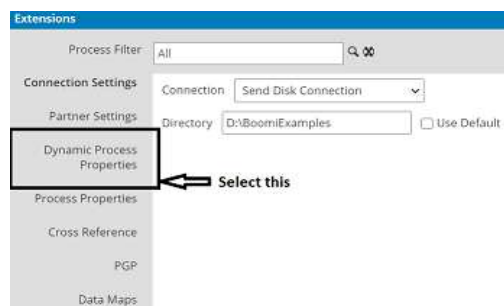 Extensions
Process Filter All
Connection Settings
Connection Send Disk Connection
Partner Settings
Directory D:\BoomiExamples Use Default
Dynamic Process
Properties
Select this
Process Properties
Cross Reference
PGP
Data Maps